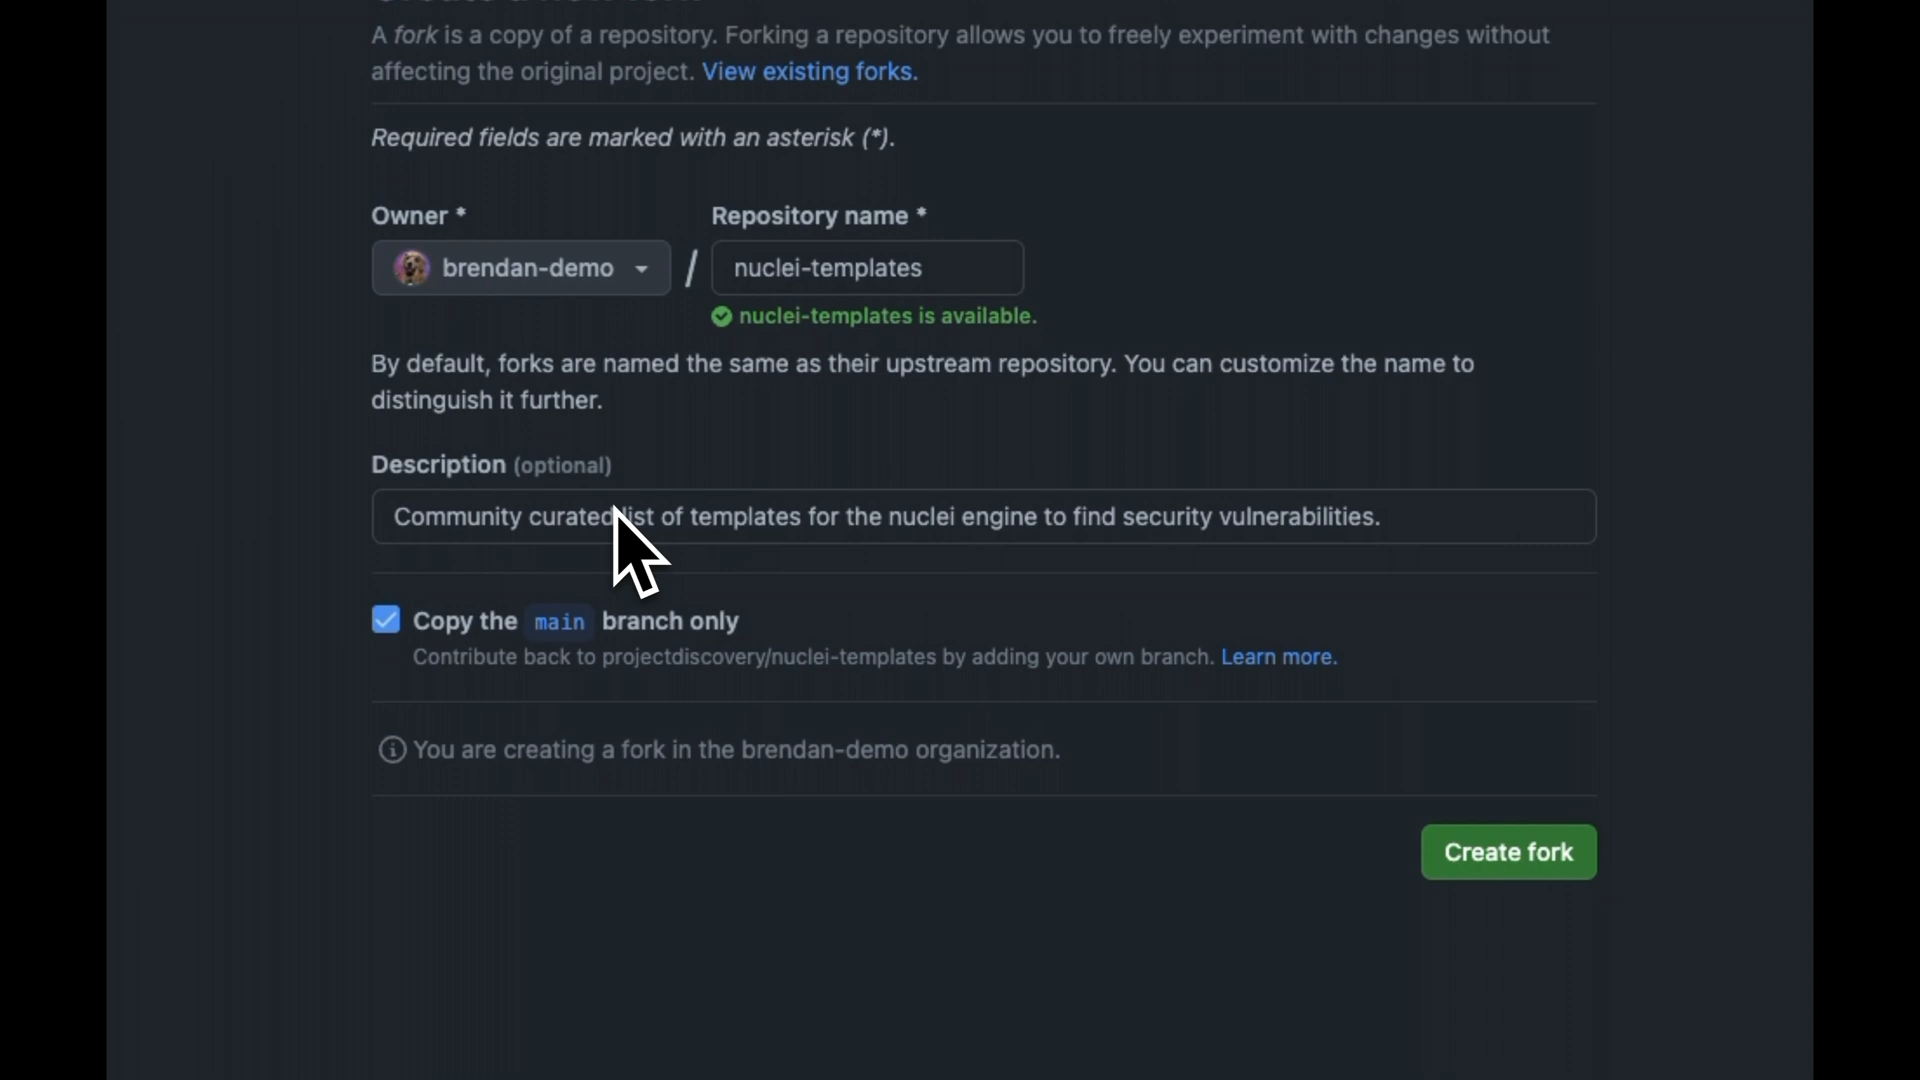 A fork is a copy of a repository. Forking a repository allows you to freely experiment with changes without
affecting the original project. View existing forks.
Required fields are marked with an asterisk (*).
Owner * Repository name *
brendan-demo / nuclei-templates
nuclei-templates is available.
By default, forks are named the same as their upstream repository. You can customize the name to
distinguish it further.
Description (optional)
Community curated list of templates for the nuclei engine to find security vulnerabilities.
Copy the main branch only
Contribute back to projectdiscovery/nuclei-templates by adding your own branch. Learn more.
You are creating a fork in the brendan-demo organization.
Create fork